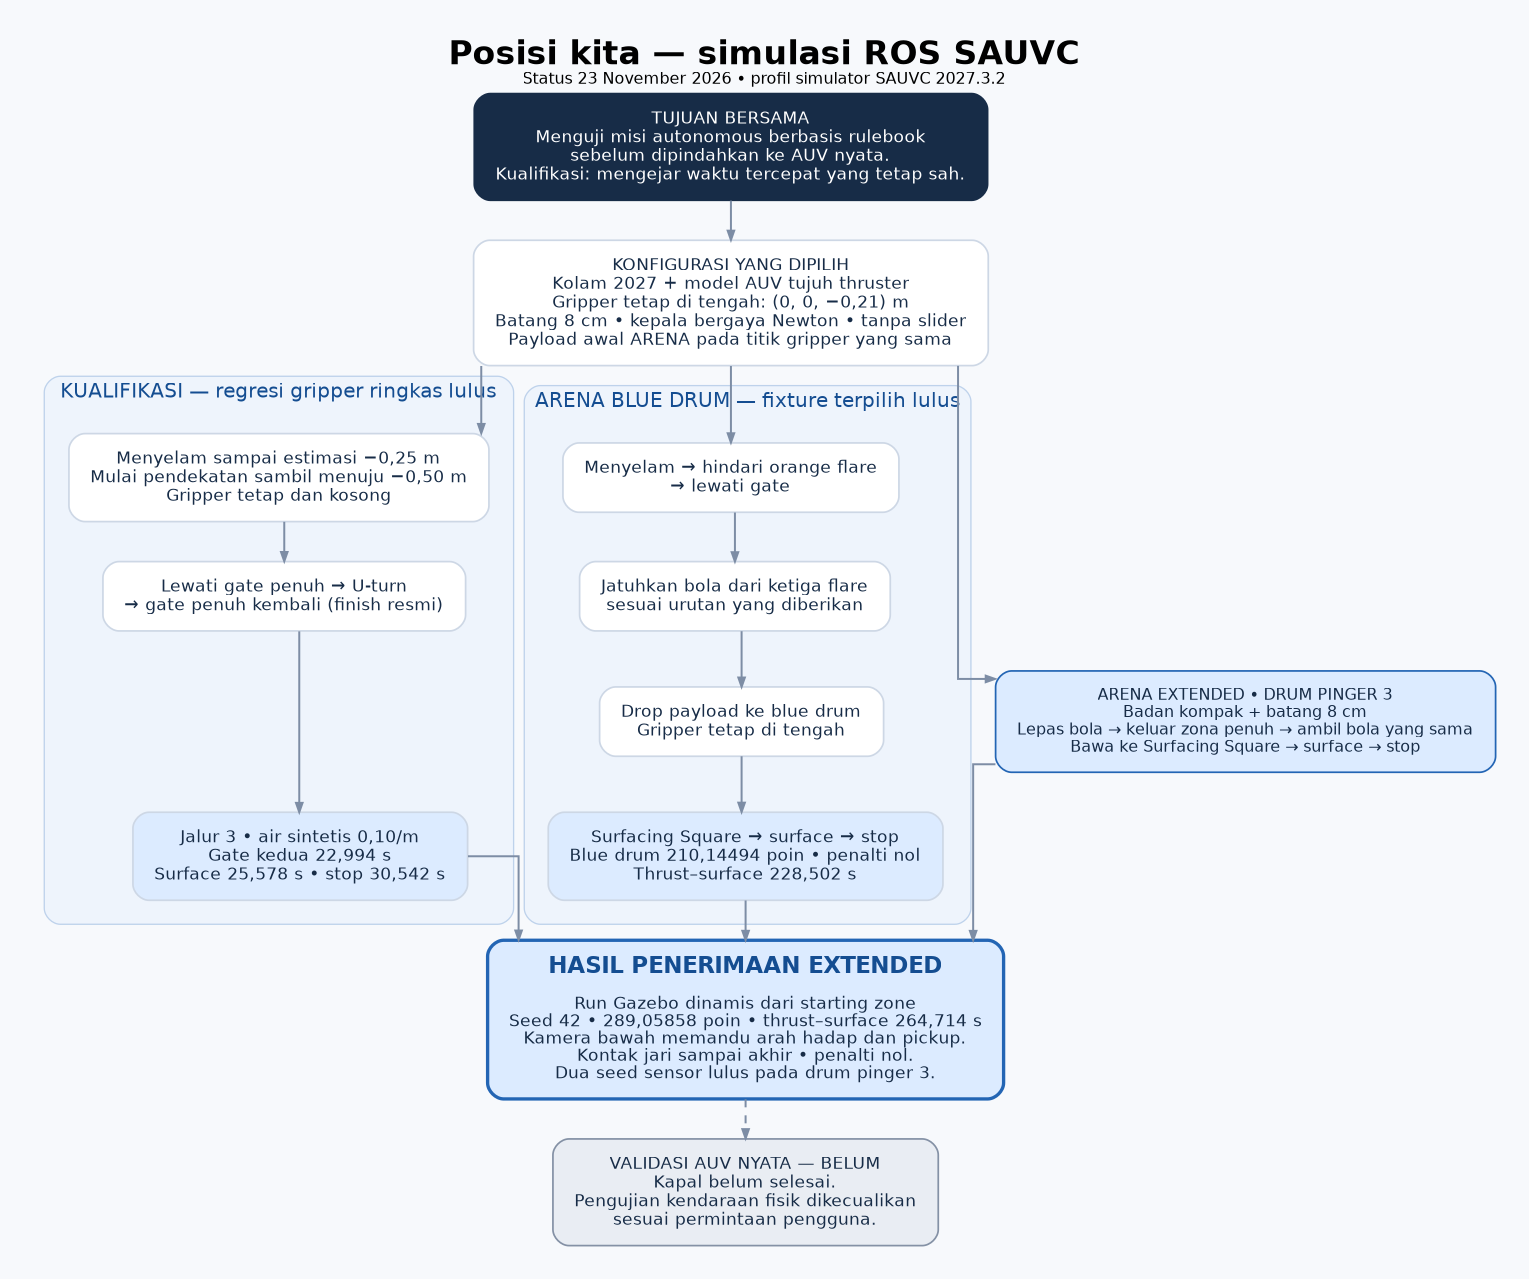 Posisi kita — simulasi ROS SAUVC
Status 23 November 2026 • profil simulator SAUVC 2027.3.2
TUJUAN BERSAMA
Menguji misi autonomous berbasis rulebook
sebelum dipindahkan ke AUV nyata.
Kualifikasi: mengejar waktu tercepat yang tetap sah.
KONFIGURASI YANG DIPILIH
Kolam 2027 + model AUV tujuh thruster
Gripper tetap di tengah: (0, 0, −0,21) m
Batang 8 cm • kepala bergaya Newton • tanpa slider
Payload awal ARENA pada titik gripper yang sama
KUALIFIKASI — regresi gripper ringkas lulus
Menyelam sampai estimasi −0,25 m
Mulai pendekatan sambil menuju −0,50 m
Gripper tetap dan kosong
Lewati gate penuh → U-turn
→ gate penuh kembali (finish resmi)
Jalur 3 • air sintetis 0,10/m
Gate kedua 22,994 s
Surface 25,578 s • stop 30,542 s
ARENA BLUE DRUM — fixture terpilih lulus
Menyelam → hindari orange flare
→ lewati gate
Jatuhkan bola dari ketiga flare
sesuai urutan yang diberikan
Drop payload ke blue drum
Gripper tetap di tengah
Surfacing Square → surface → stop
Blue drum 210,14494 poin • penalti nol
Thrust–surface 228,502 s
ARENA EXTENDED • DRUM PINGER 3
Badan kompak + batang 8 cm
Lepas bola → keluar zona penuh → ambil bola yang sama
Bawa ke Surfacing Square → surface → stop
HASIL PENERIMAAN EXTENDED
Run Gazebo dinamis dari starting zone
Seed 42 • 289,05858 poin • thrust–surface 264,714 s
Kamera bawah memandu arah hadap dan pickup.
Kontak jari sampai akhir • penalti nol.
Dua seed sensor lulus pada drum pinger 3.
VALIDASI AUV NYATA — BELUM
Kapal belum selesai.
Pengujian kendaraan fisik dikecualikan
sesuai permintaan pengguna.